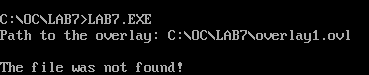 C:\OC\LAB7>LAB7.EXE
Path to the overlay: C:\OC\LAB7\overlay1.ovl
The file was not found!